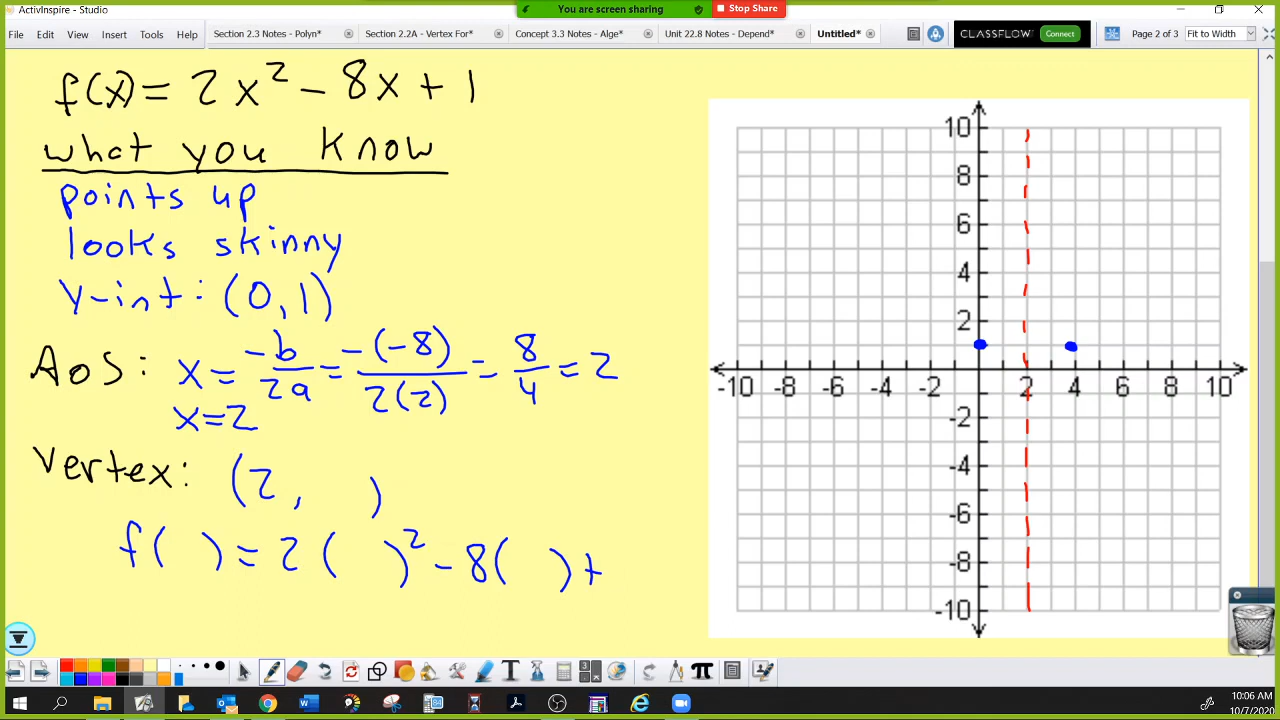 ActivInspire - Studio
You are screen sharing
Stop Share
File Edit View Insert Tools Help
Section 2.3 Notes - Polyn*
Section 2.2A - Vertex For*
Concept 3.3 Notes - Alge*
Unit 22.8 Notes - Depend*
Untitled*
CLASSFLOW Connect
Page 2 of 3
Fit to Width
f(x) = 2x² - 8x + 1
what you know
points up
looks skinny
y-int: (0,1)
AoS: x = -b/2a = -(-8)/2(2) = 8/4 = 2
x=2
Vertex: (2, )
f( ) = 2( )² - 8( ) +
10
8
6
4
2
-10 -8 -6 -4 -2 2 4 6 8 10
-2
-4
-6
-8
-10
10:06 AM
10/7/2020